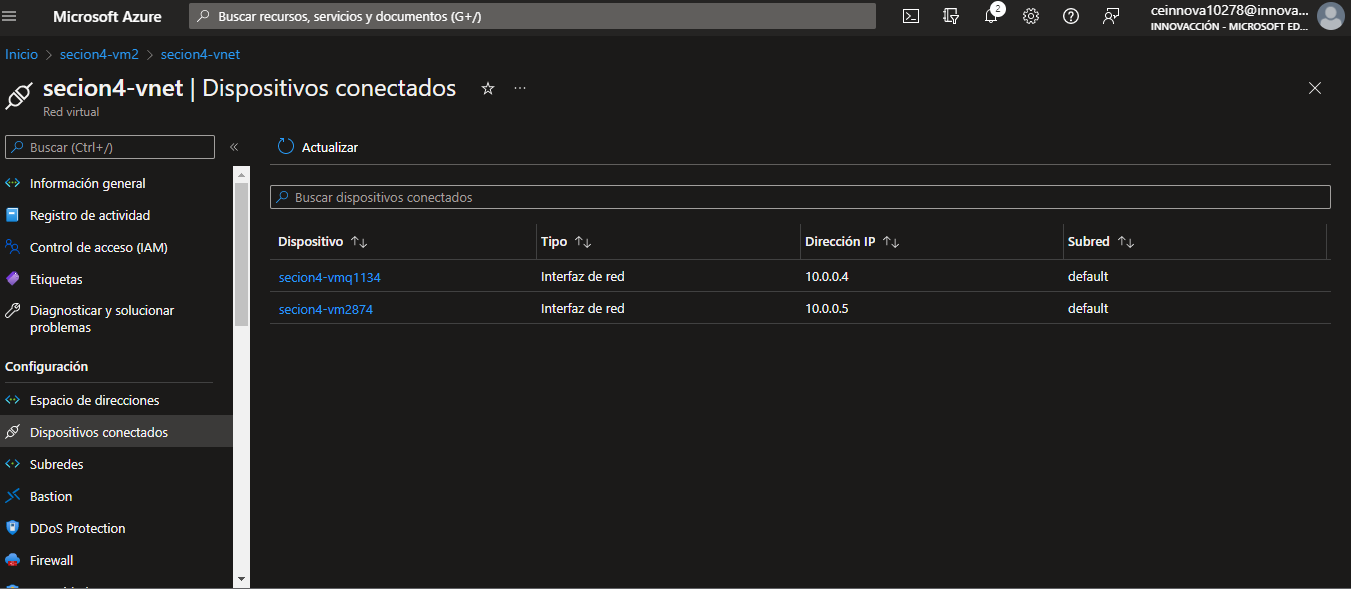 Microsoft Azure
Buscar recursos, servicios y documentos (G+/)
2
ceinnova10278@innova...
INNOVACCIÓN - MICROSOFT ED...
Inicio > secion4-vm2 > secion4-vnet
secion4-vnet | Dispositivos conectados
Red virtual
Buscar (Ctrl+/)
Actualizar
Información general
Registro de actividad
Control de acceso (IAM)
Etiquetas
Diagnosticar y solucionar
problemas
Configuración
Espacio de direcciones
Dispositivos conectados
Subredes
Bastion
DDoS Protection
Firewall
Buscar dispositivos conectados
Dispositivo Tipo Dirección IP Subred
secion4-vmq1134 Interfaz de red 10.0.0.4 default
secion4-vm2874 Interfaz de red 10.0.0.5 default